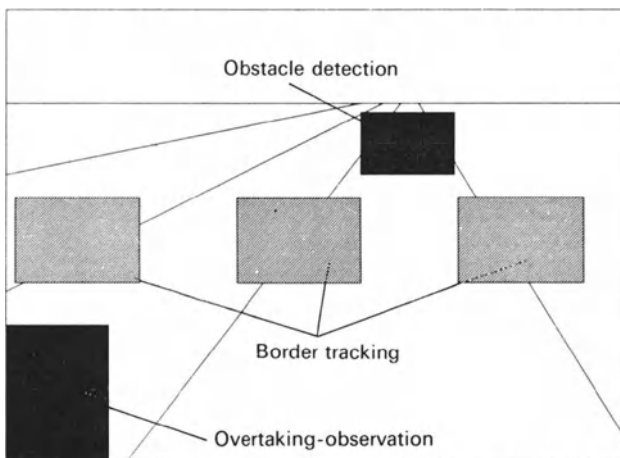 Obstacle detection
Border tracking
Overtaking-observation